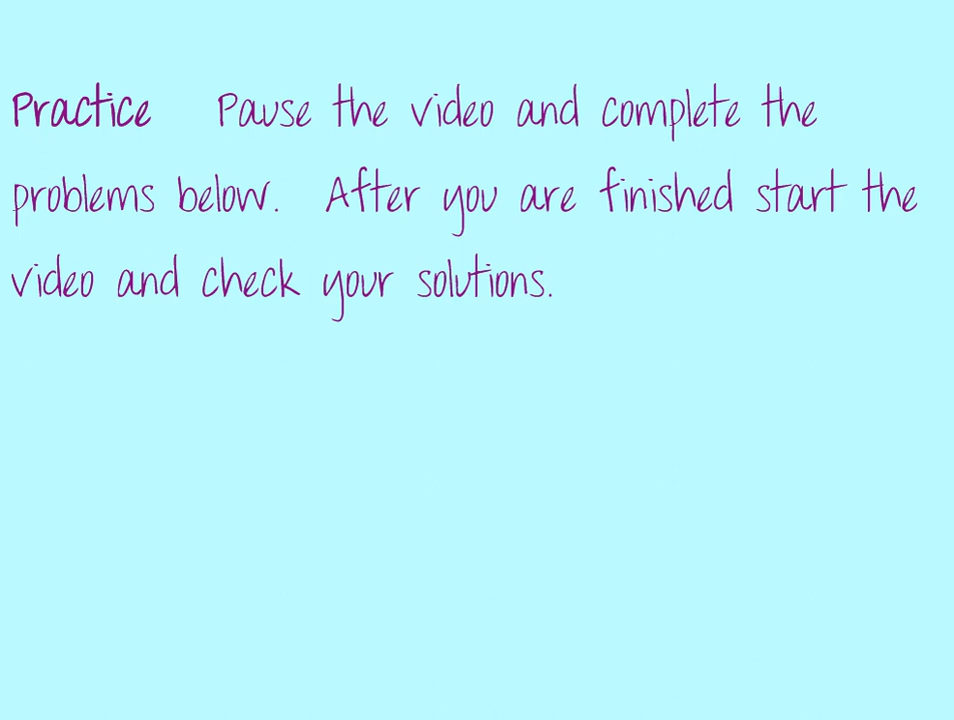 Practice Pause the video and complete the
problems below. After you are finished start the
video and check your solutions.